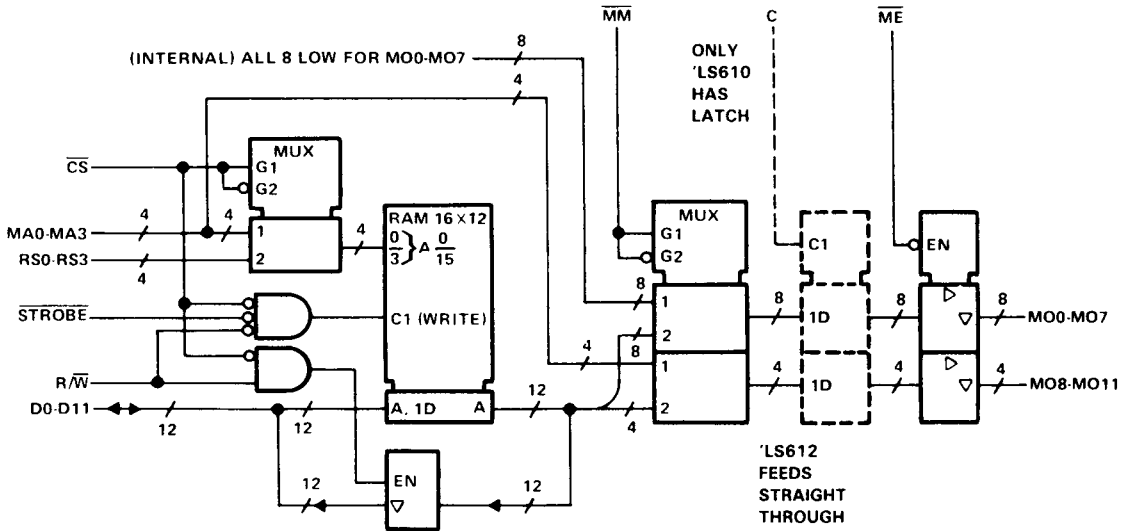 MM C ME
(INTERNAL) ALL 8 LOW FOR MO0-MO7
8
4
ONLY
'LS610
HAS
LATCH
CS
MUX
G1
G2
MA0-MA3 4 4 1 4
RS0-RS3 4 2
RAM 16×12
0
3 } A 0
15
MUX
G1
G2
C1
EN
STROBE
C1 (WRITE)
8 1 8 1D 8 8 MO0-MO7
2
R/W
4 8 1 4 1D 4 4 MO8-MO11
D0-D11 12 12 A, 1D A 12 4 2
EN
12 12
'LS612
FEEDS
STRAIGHT
THROUGH